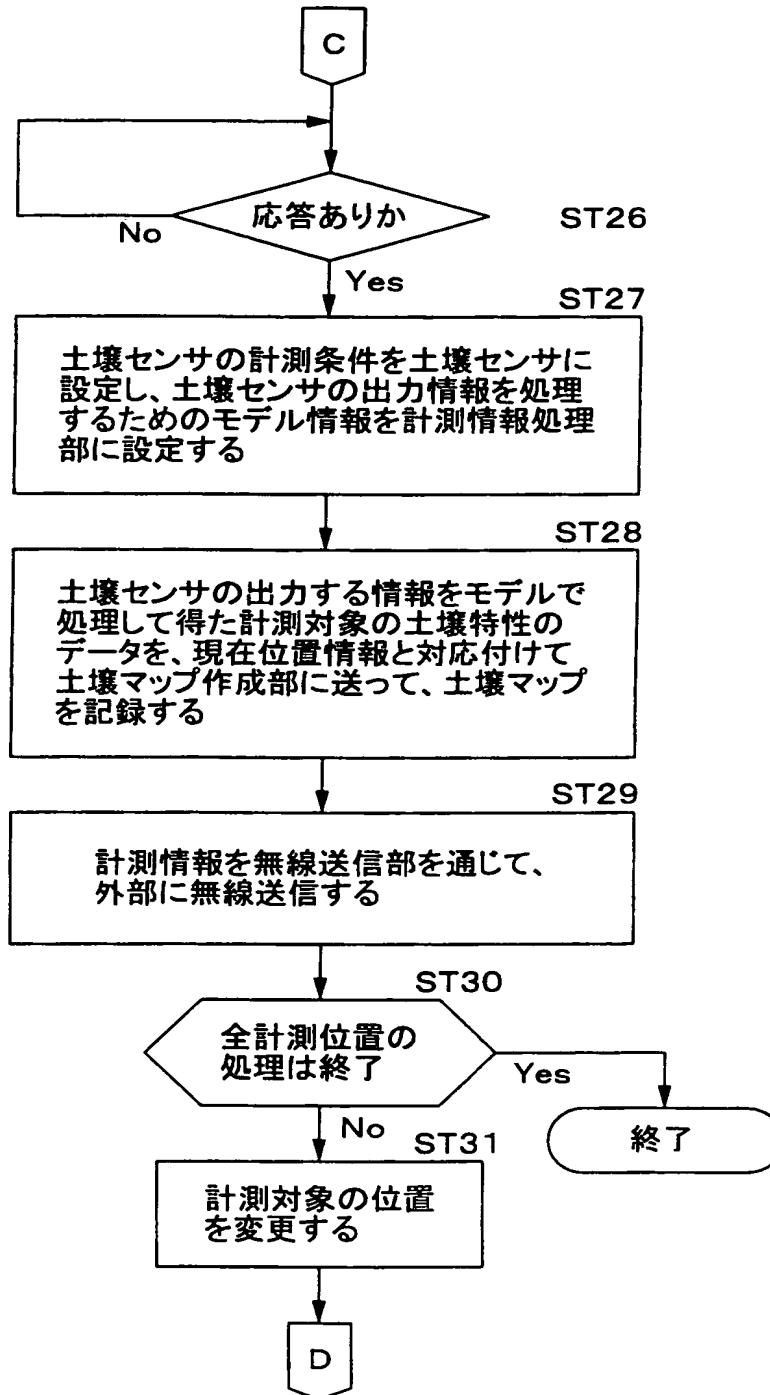 C
応答ありか
ST26
No
Yes
ST27
土壌センサの計測条件を土壌センサに
設定し、土壌センサの出力情報を処理
するためのモデル情報を計測情報処理
部に設定する
ST28
土壌センサの出力する情報をモデルで
処理して得た計測対象の土壌特性の
データを、現在位置情報と対応付けて
土壌マップ作成部に送って、土壌マップ
を記録する
ST29
計測情報を無線送信部を通じて、
外部に無線送信する
ST30
全計測位置の
処理は終了
Yes
No
終了
ST31
計測対象の位置
を変更する
D